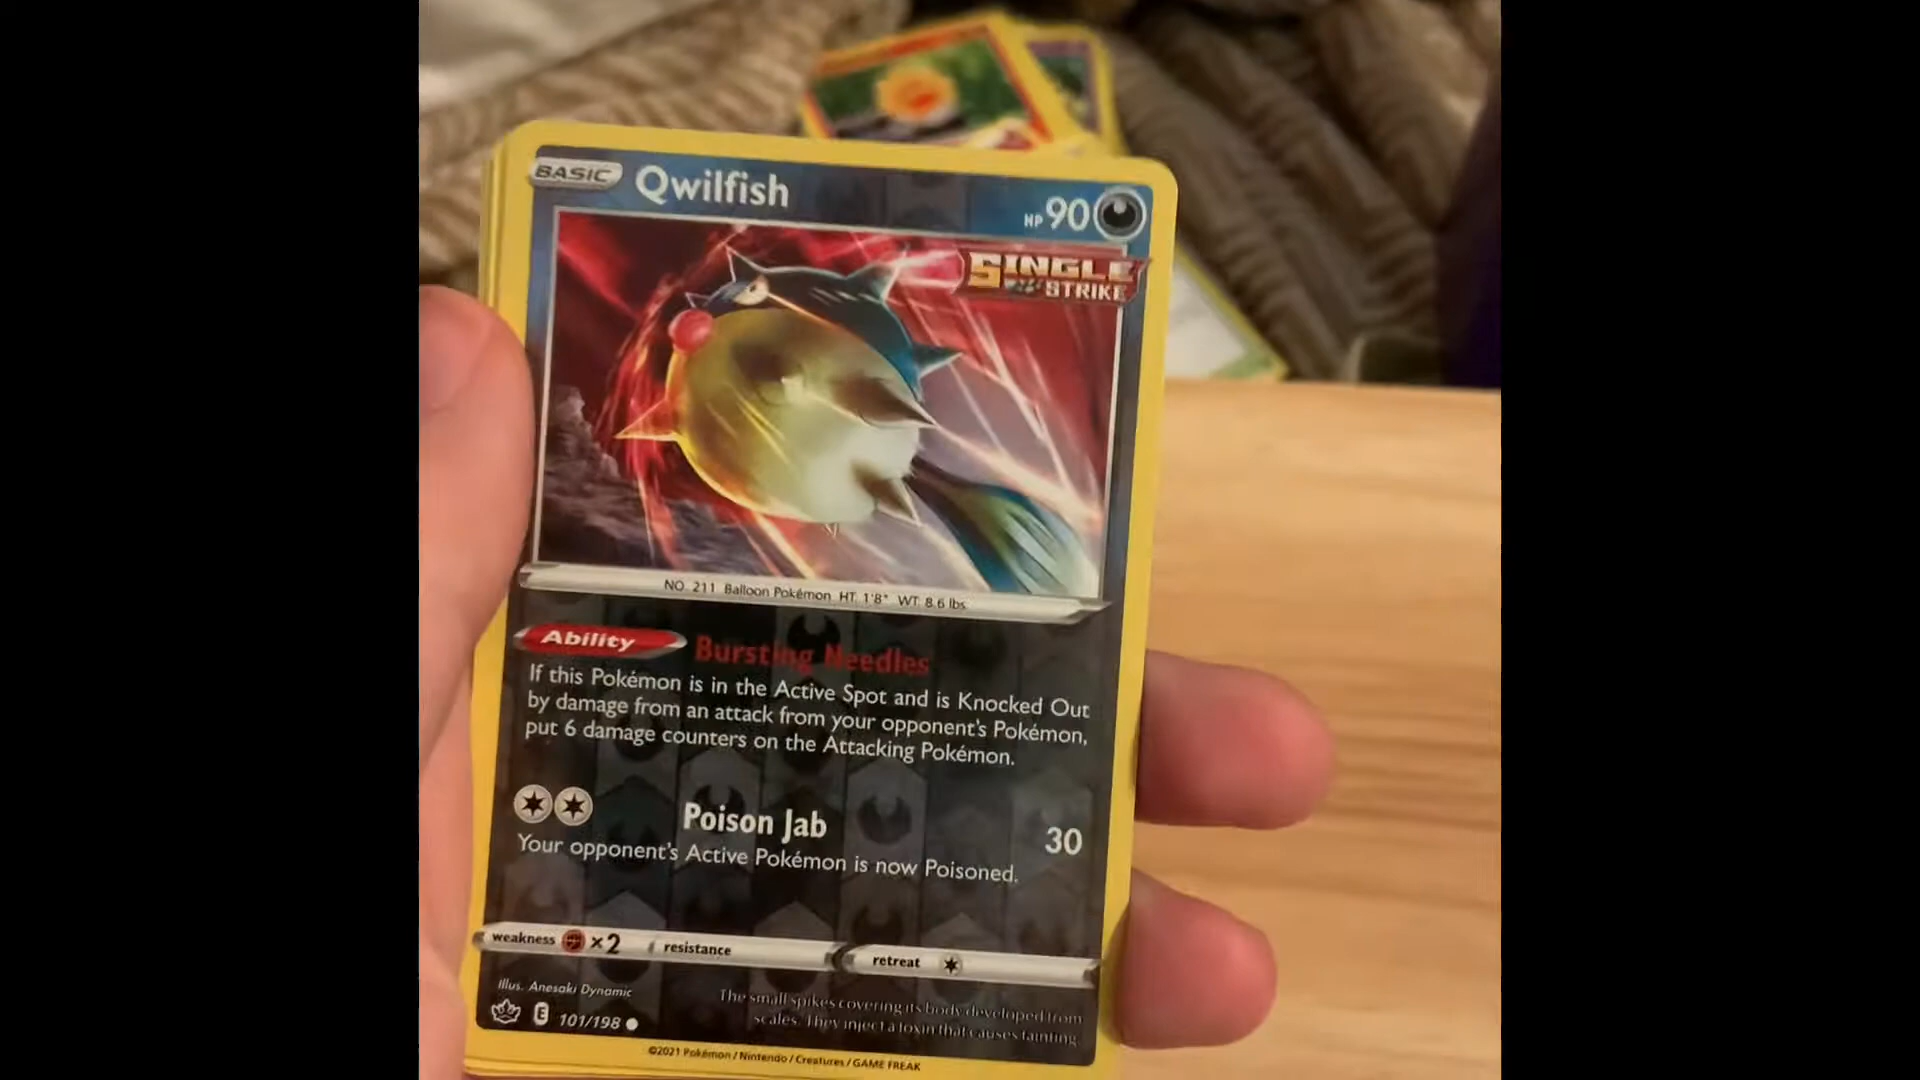 BASIC Qwilfish HP 90
SINGLE
STRIKE
NO. 211 Balloon Pokémon HT: 1'8" WT: 8.6 lbs.
Ability Bursting Needles
If this Pokémon is in the Active Spot and is Knocked Out
by damage from an attack from your opponent's Pokémon,
put 6 damage counters on the Attacking Pokémon.
Poison Jab 30
Your opponent's Active Pokémon is now Poisoned.
weakness ×2 resistance retreat
Illus. Anesaki Dynamic
E 101/198
The small spikes covering its body developed from
scales. They inject a toxin that causes fainting.
©2021 Pokémon / Nintendo / Creatures / GAME FREAK